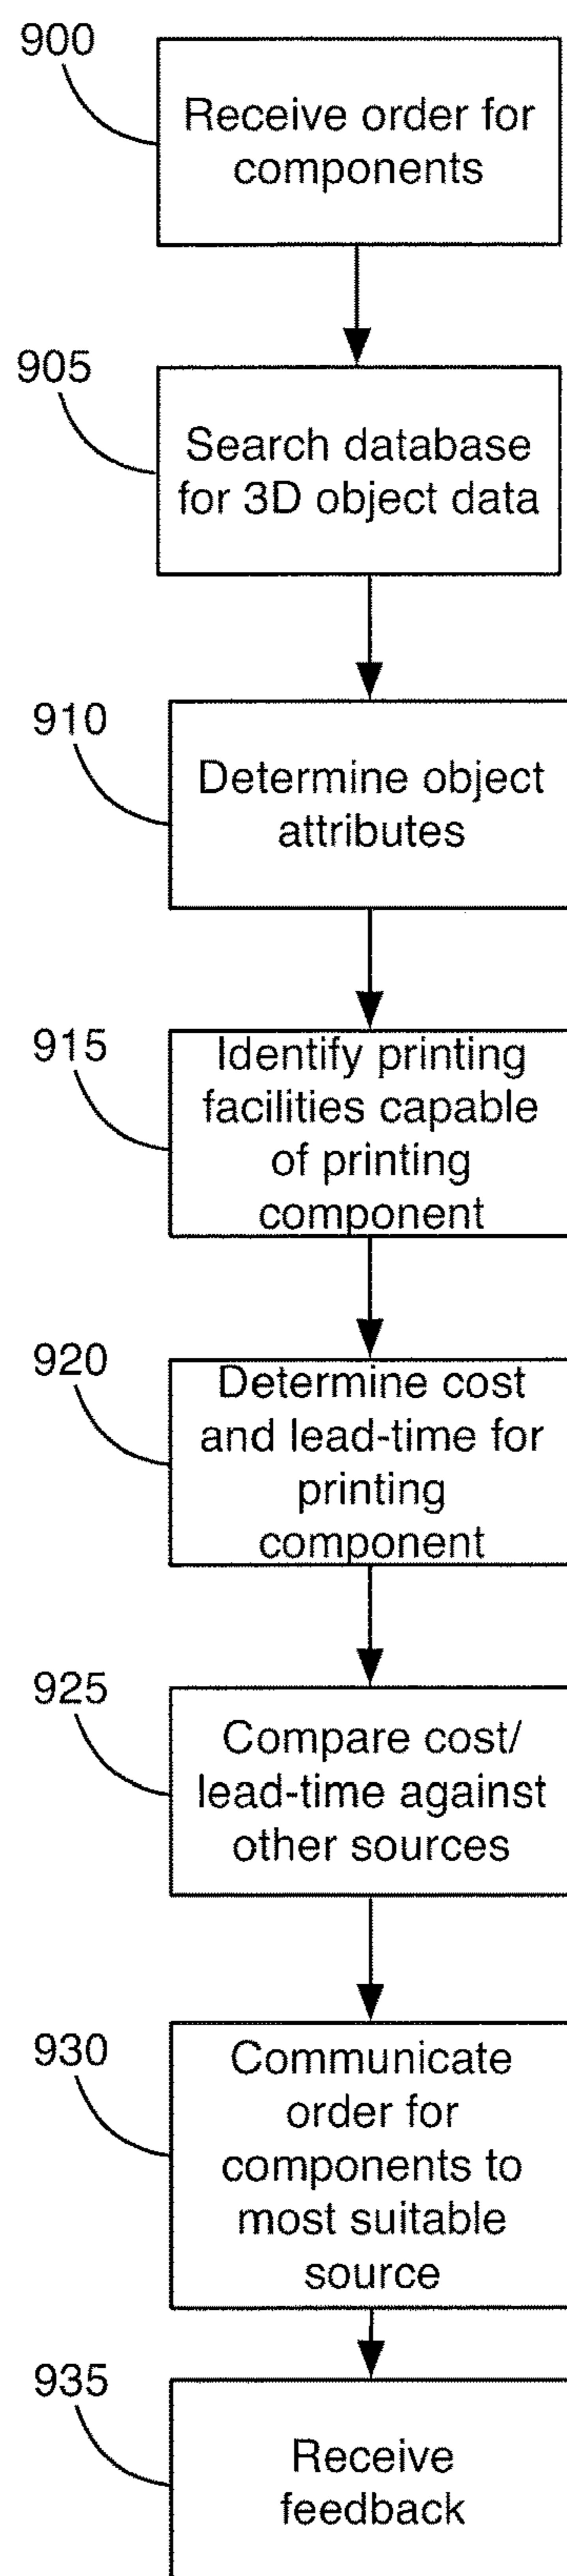 900
Receive order for
components
905
Search database
for 3D object data
910
Determine object
attributes
915
Identify printing
facilities capable
of printing
component
920
Determine cost
and lead-time for
printing
component
925
Compare cost/
lead-time against
other sources
930
Communicate
order for
components to
most suitable
source
935
Receive
feedback